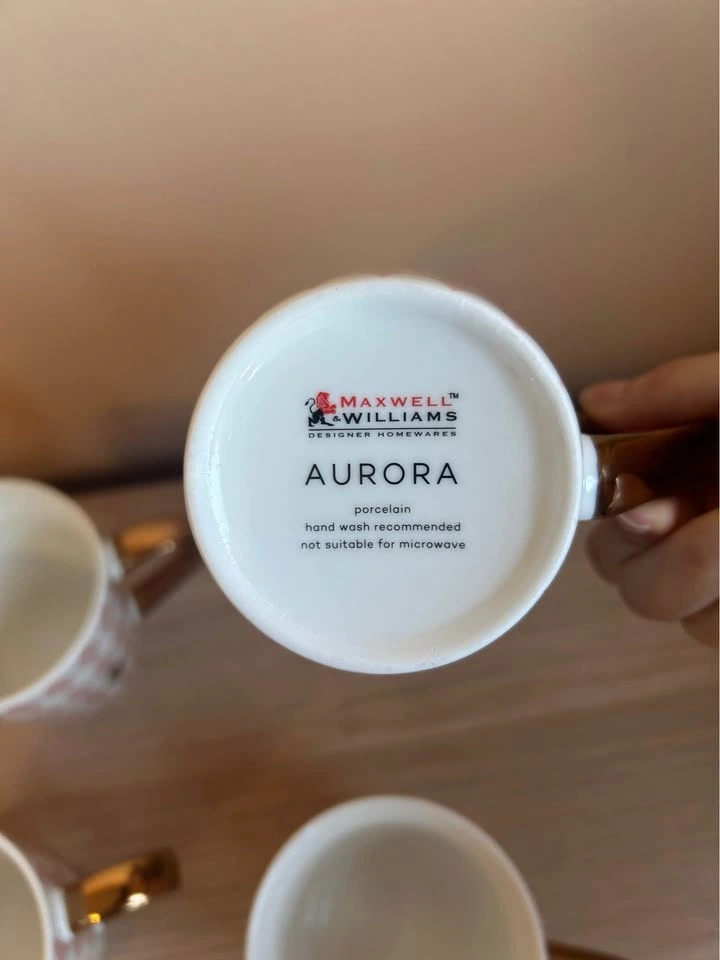 MAXWELL™
& WILLIAMS
DESIGNER HOMEWARES
AURORA
porcelain
hand wash recommended
not suitable for microwave